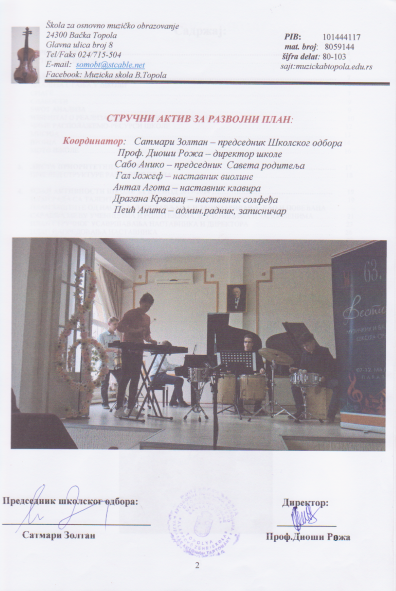 Škola za osnovno muzičko obrazovanje
24300 Bačka Topola
Glavna ulica broj 8
Tel/Faks 024/715-504
E-mail: somobt@stcable.net
Facebook: Muzicka skola B.Topola
PIB: 101444117
mat. broj: 8059144
šifra delat: 80-103
sajt:muzickabtopola.edu.rs
СТРУЧНИ АКТИВ ЗА РАЗВОЈНИ ПЛАН:
Координатор: Сатмари Золтан – председник Школског одбора
Проф. Диоши Рожа – директор школе
Сабо Анико – председник Савета родитеља
Гал Јожеф – наставник виолине
Антал Агота – наставник клавира
Драгана Крвавац – наставник солфеђа
Пеић Анита – админ.радник, записничар
63.
Председник школског одбора:
Директор:
Сатмари Золтан
Проф.Диоши Рожа
2